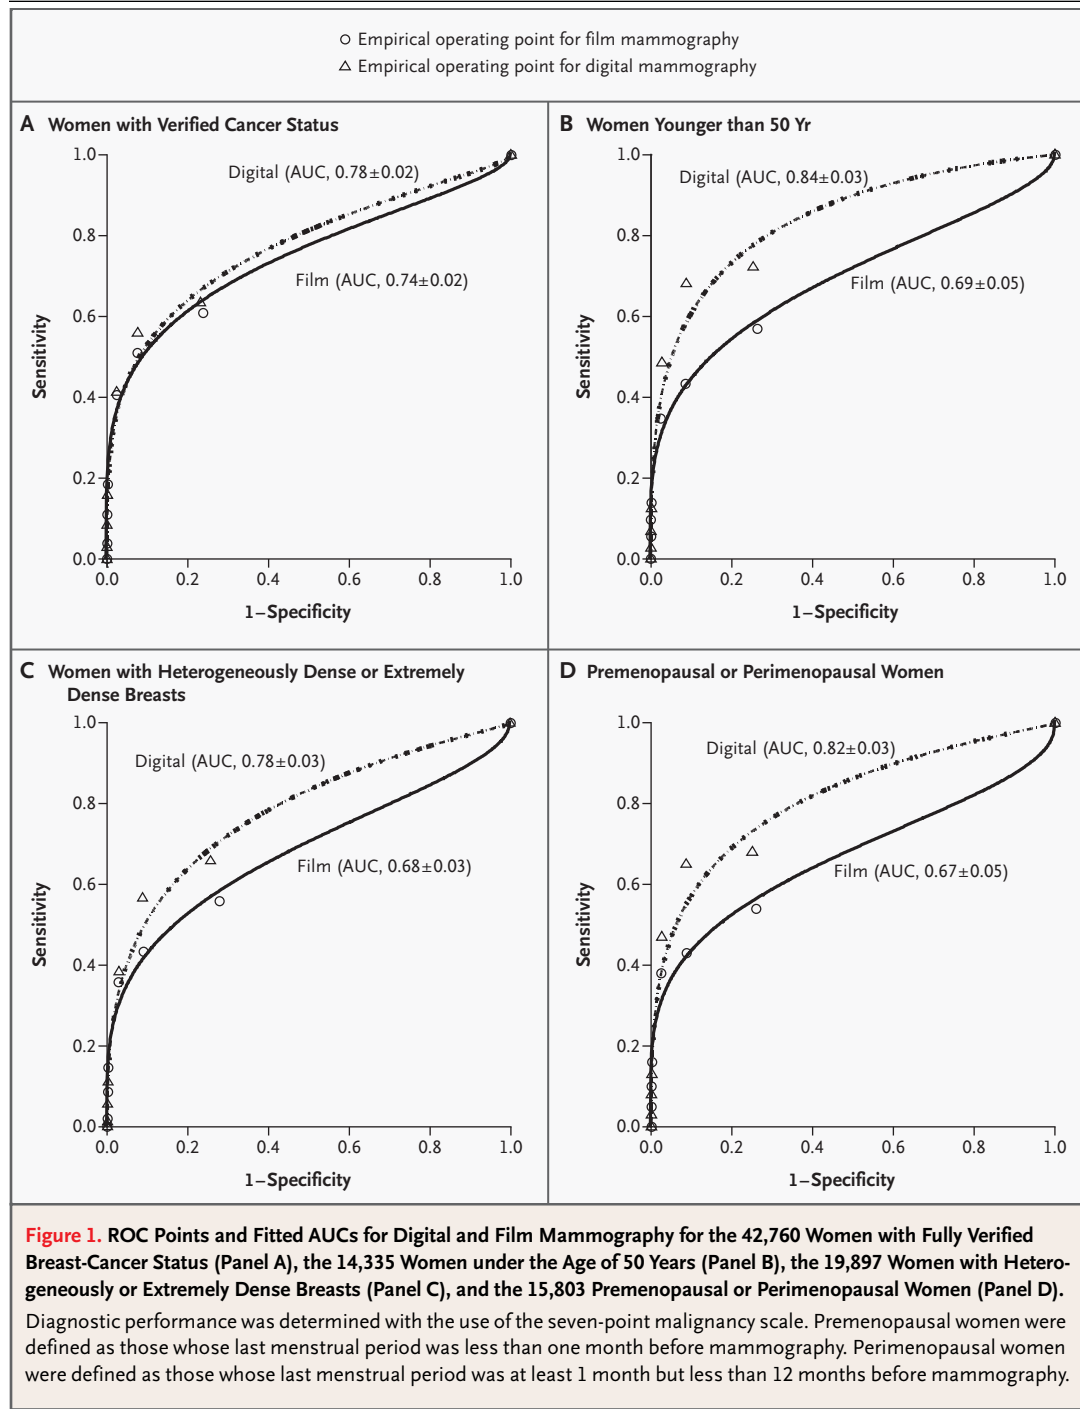 Empirical operating point for film mammography
Empirical operating point for digital mammography
A Women with Verified Cancer Status
1.0
0.8
0.6
0.4
0.2
0.0
Sensitivity
Digital (AUC, 0.78±0.02)
Film (AUC, 0.74±0.02)
0.0 0.2 0.4 0.6 0.8 1.0
1–Specificity
B Women Younger than 50 Yr
1.0
0.8
0.6
0.4
0.2
0.0
Sensitivity
Digital (AUC, 0.84±0.03)
Film (AUC, 0.69±0.05)
0.0 0.2 0.4 0.6 0.8 1.0
1–Specificity
C Women with Heterogeneously Dense or Extremely
Dense Breasts
1.0
0.8
0.6
0.4
0.2
0.0
Sensitivity
Digital (AUC, 0.78±0.03)
Film (AUC, 0.68±0.03)
0.0 0.2 0.4 0.6 0.8 1.0
1–Specificity
D Premenopausal or Perimenopausal Women
1.0
0.8
0.6
0.4
0.2
0.0
Sensitivity
Digital (AUC, 0.82±0.03)
Film (AUC, 0.67±0.05)
0.0 0.2 0.4 0.6 0.8 1.0
1–Specificity
Figure 1. ROC Points and Fitted AUCs for Digital and Film Mammography for the 42,760 Women with Fully Verified
Breast-Cancer Status (Panel A), the 14,335 Women under the Age of 50 Years (Panel B), the 19,897 Women with Hetero-
geneously or Extremely Dense Breasts (Panel C), and the 15,803 Premenopausal or Perimenopausal Women (Panel D).
Diagnostic performance was determined with the use of the seven-point malignancy scale. Premenopausal women were
defined as those whose last menstrual period was less than one month before mammography. Perimenopausal women
were defined as those whose last menstrual period was at least 1 month but less than 12 months before mammography.